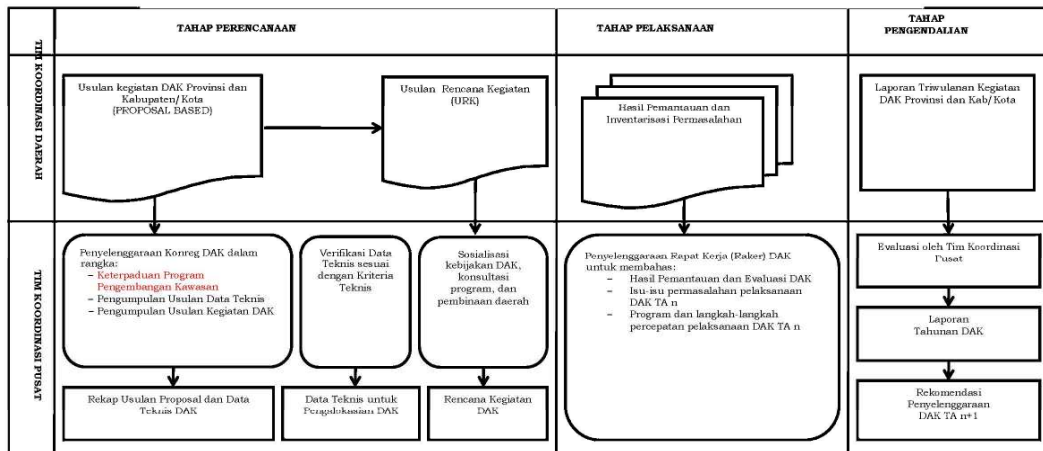 TAHAP PERENCANAAN
TAHAP PELAKSANAAN
TAHAP
PENGENDALIAN
TIM KOORDINASI DAERAH
Usulan kegiatan DAK Provinsi dan
Kabupaten/Kota
(PROPOSAL BASED)
Usulan Rencana Kegiatan
(URK)
Hasil Pemantauan dan
Inventarisasi Permasalahan
Laporan Triwulanan Kegiatan
DAK Provinsi dan Kab/Kota
TIM KOORDINASI PUSAT
Penyelenggaraan Konreg DAK dalam
rangka:
– Keterpaduan Program
Pengembangan Kawasan
– Pengumpulan Usulan Data Teknis
– Pengumpulan Usulan Kegiatan DAK
Verifikasi Data
Teknis sesuai
dengan Kriteria
Teknis
Sosialisasi
kebijakan DAK,
konsultasi
program, dan
pembinaan daerah
Penyelenggaraan Rapat Kerja (Raker) DAK
untuk membahas:
– Hasil Pemantauan dan Evaluasi DAK
– Isu-isu permasalahan pelaksanaan
DAK TA n
– Program dan langkah-langkah
percepatan pelaksanaan DAK TA n
Evaluasi oleh Tim Koordinasi
Pusat
Laporan
Tahunan DAK
Rekap Usulan Proposal dan Data
Teknis DAK
Data Teknis untuk
Pengalokasian DAK
Rencana Kegiatan
DAK
Rekomendasi
Penyelenggaraan
DAK TA n+1